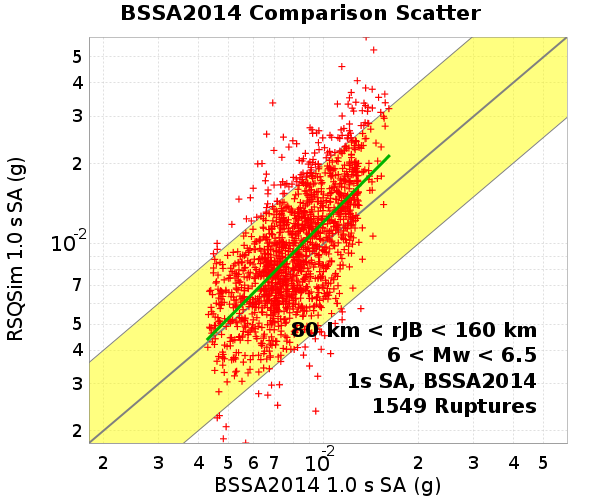 BSSA2014 Comparison Scatter
RSQSim 1.0 s SA (g)
5
4
3
2
10-2
7
5
4
3
2
80 km < rJB < 160 km
6 < Mw < 6.5
1s SA, BSSA2014
1549 Ruptures
2 3 4 5 6 7 10-2 2 3 4 5
BSSA2014 1.0 s SA (g)